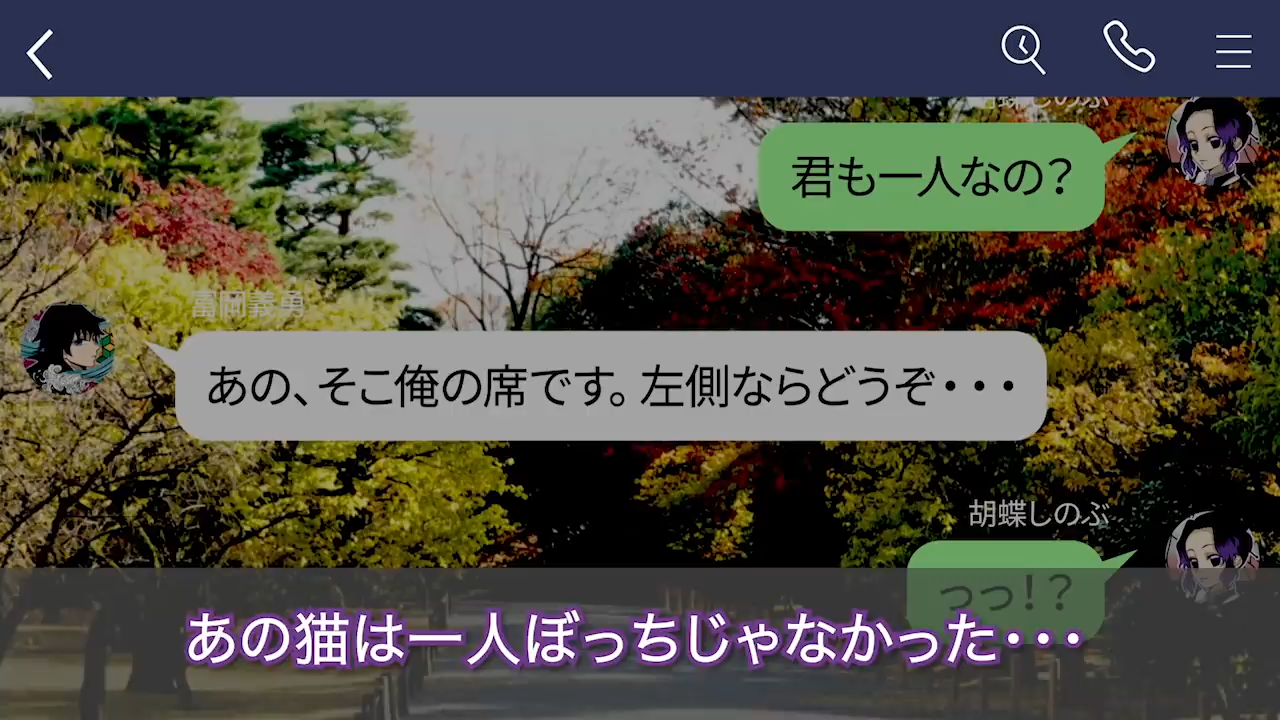 胡蝶しのぶ
君も一人なの？
冨岡義勇
あの、そこ俺の席です。左側ならどうぞ・・・
胡蝶しのぶ
っっ！？
あの猫は一人ぼっちじゃなかった・・・